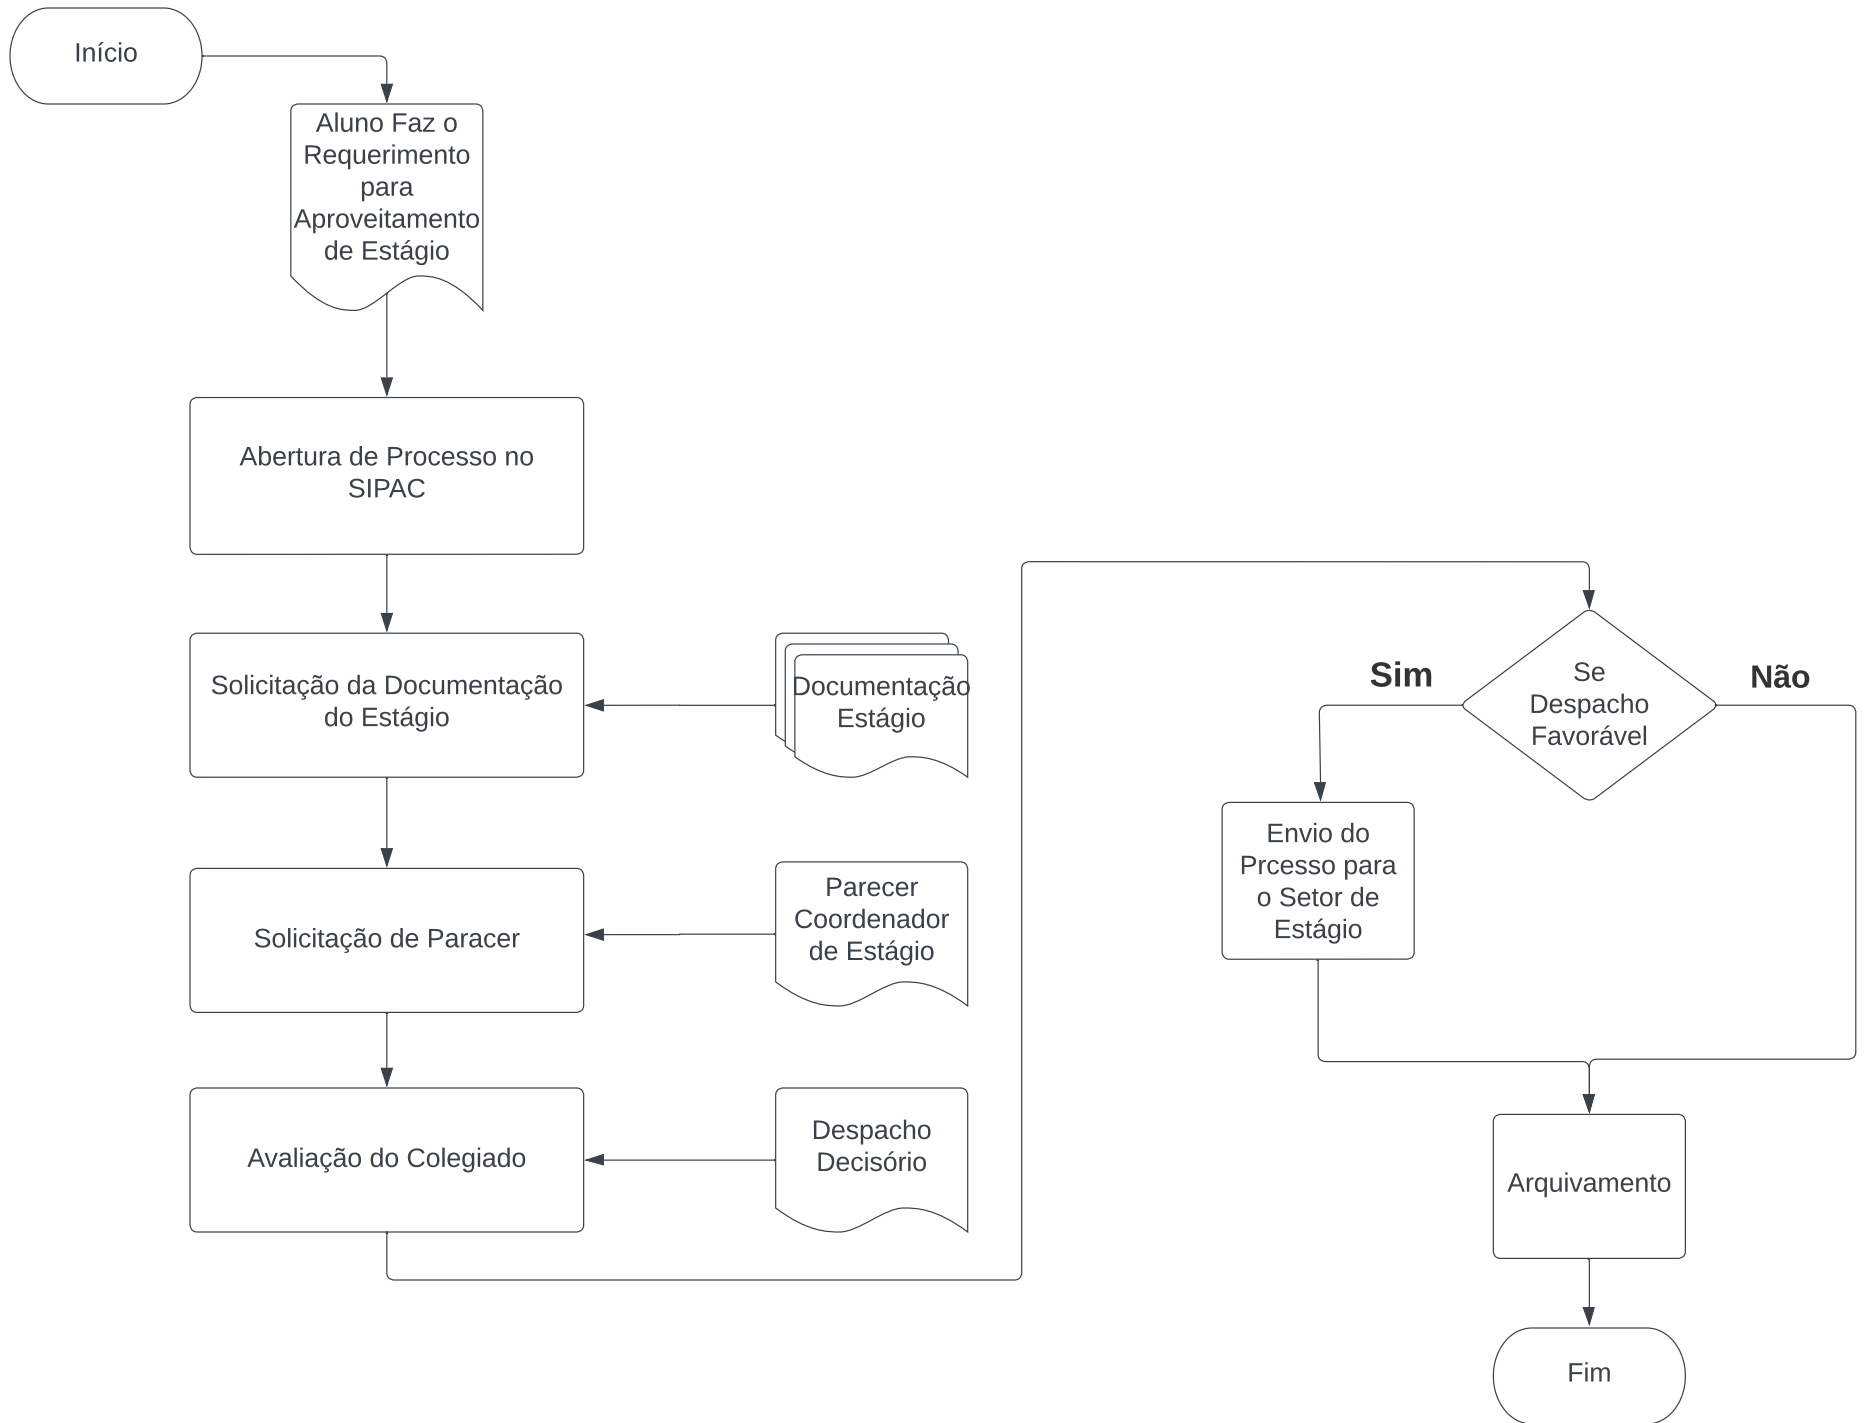 Início
Aluno Faz o
Requerimento
para
Aproveitamento
de Estágio
Abertura de Processo no
SIPAC
Solicitação da Documentação
do Estágio
Documentação
Estágio
Solicitação de Paracer
Parecer
Coordenador
de Estágio
Avaliação do Colegiado
Despacho
Decisório
Se
Despacho
Favorável
Sim
Não
Envio do
Prcesso para
o Setor de
Estágio
Arquivamento
Fim